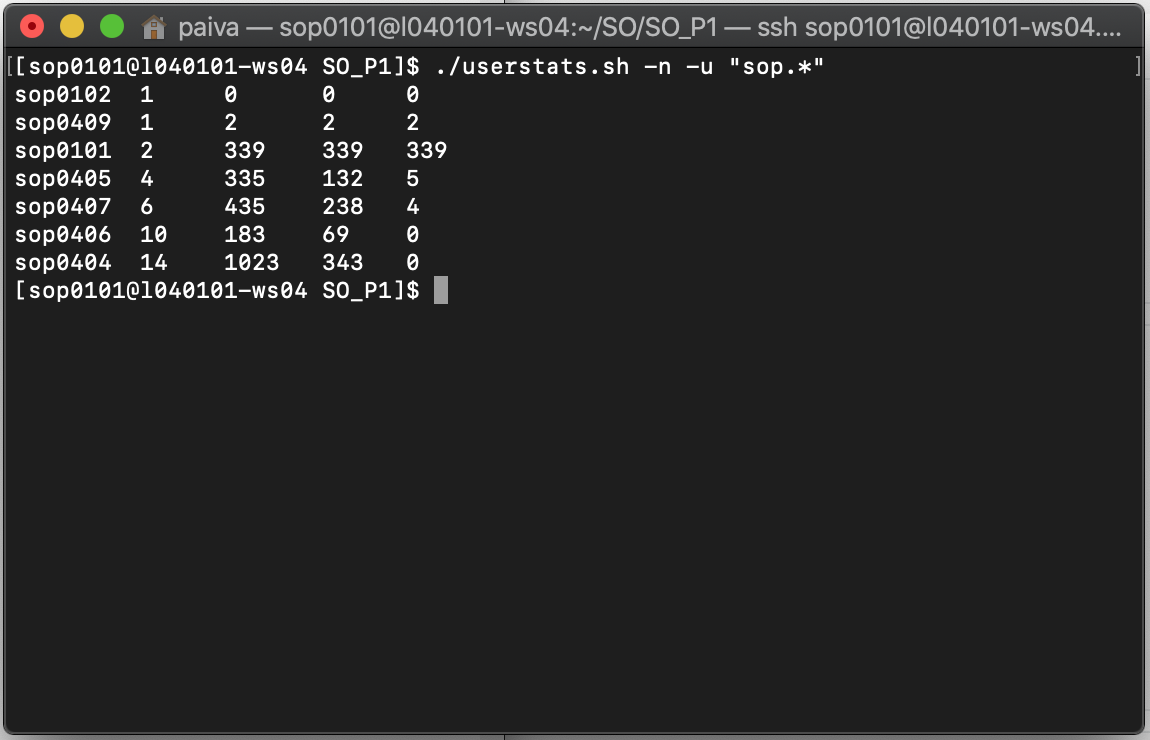 paiva — sop0101@l040101-ws04:~/SO/SO_P1 — ssh sop0101@l040101-ws04....
[[sop0101@l040101-ws04 SO_P1]$ ./userstats.sh -n -u "sop.*" ]
sop0102 1 0 0 0
sop0409 1 2 2 2
sop0101 2 339 339 339
sop0405 4 335 132 5
sop0407 6 435 238 4
sop0406 10 183 69 0
sop0404 14 1023 343 0
[sop0101@l040101-ws04 SO_P1]$